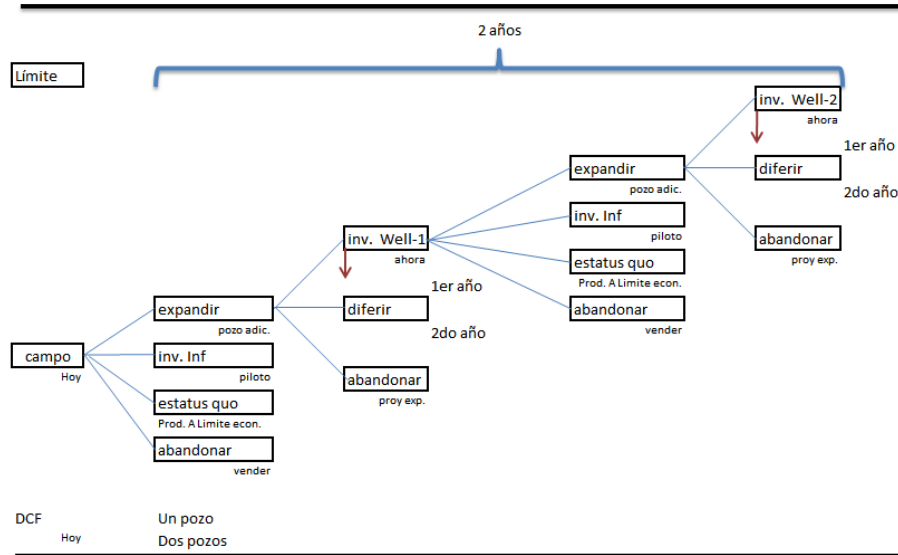 2 años
Límite
inv. Well-2
ahora
1er año
expandir
diferir
pozo adic.
2do año
inv. Inf
piloto
inv. Well-1
abandonar
ahora
proy exp.
estatus quo
Prod. A Limite econ.
1er año
expandir
diferir
abandonar
pozo adic.
vender
2do año
campo
inv. Inf
Hoy
piloto
abandonar
proy exp.
estatus quo
Prod. A Limite econ.
abandonar
vender
DCF
Un pozo
Hoy
Dos pozos